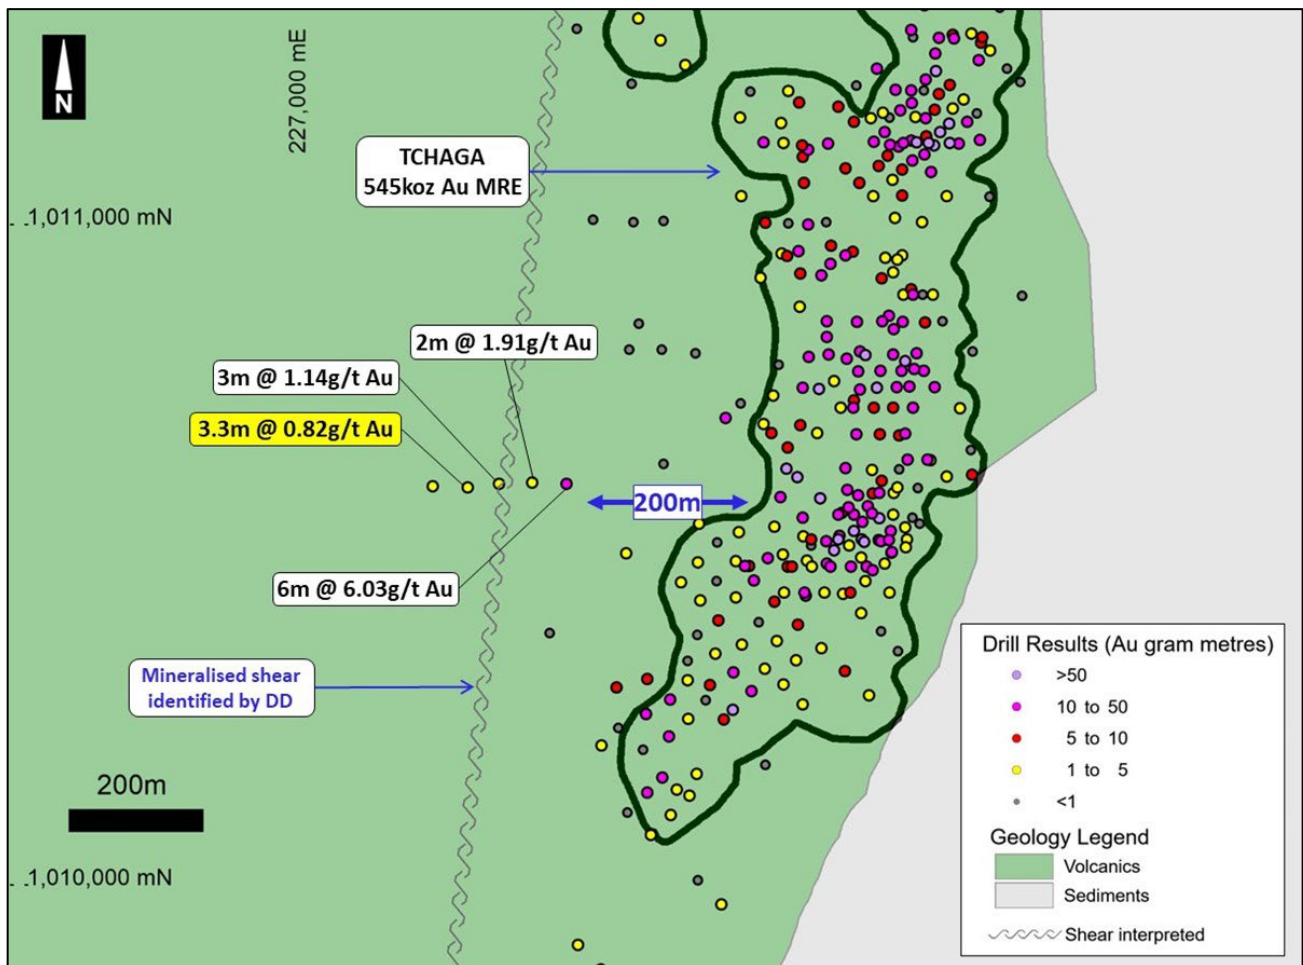 N
227,000 mE
TCHAGA
545koz Au MRE
1,011,000 mN
2m @ 1.91g/t Au
3m @ 1.14g/t Au
3.3m @ 0.82g/t Au
200m
6m @ 6.03g/t Au
Mineralised shear
identified by DD
200m
1,010,000 mN
Drill Results (Au gram metres)
>50
10 to 50
5 to 10
1 to 5
<1
Geology Legend
Volcanics
Sediments
Shear interpreted